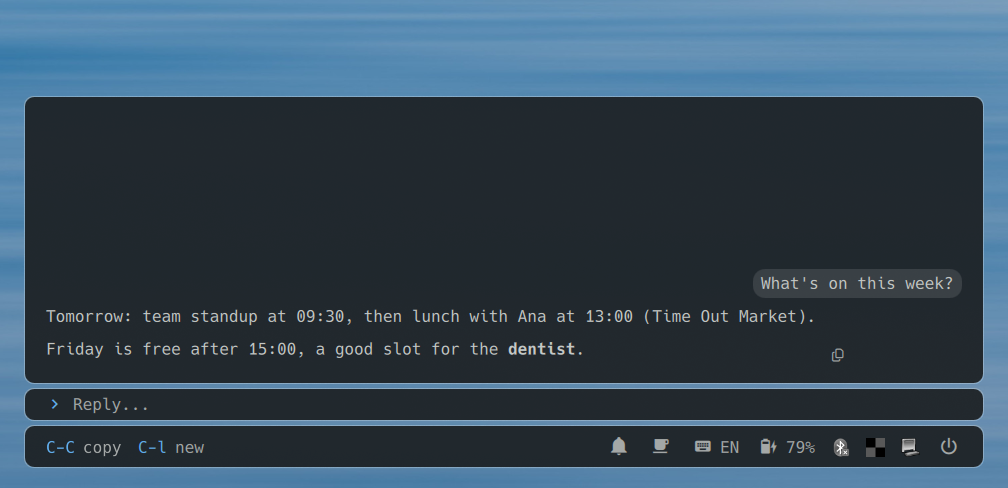 What's on this week?
Tomorrow: team standup at 09:30, then lunch with Ana at 13:00 (Time Out Market).
Friday is free after 15:00, a good slot for the dentist.
Reply...
C-C copy C-l new EN 79%